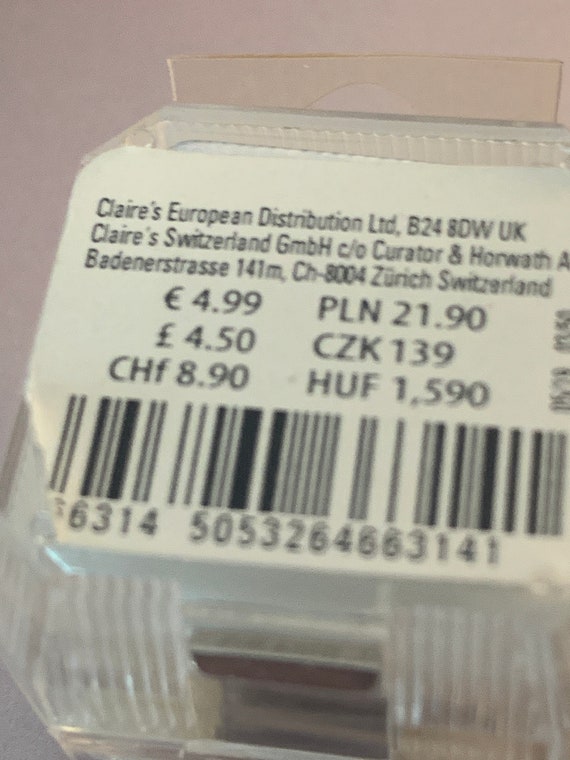 Claire's European Distribution Ltd, B24 8DW UK
Claire's Switzerland GmbH c/o Curator & Horwath A
Badenerstrasse 141m, Ch-8004 Zürich Switzerland
€ 4.99 PLN 21.90
£ 4.50 CZK 139
CHf 8.90 HUF 1,590
6314 5053264663141